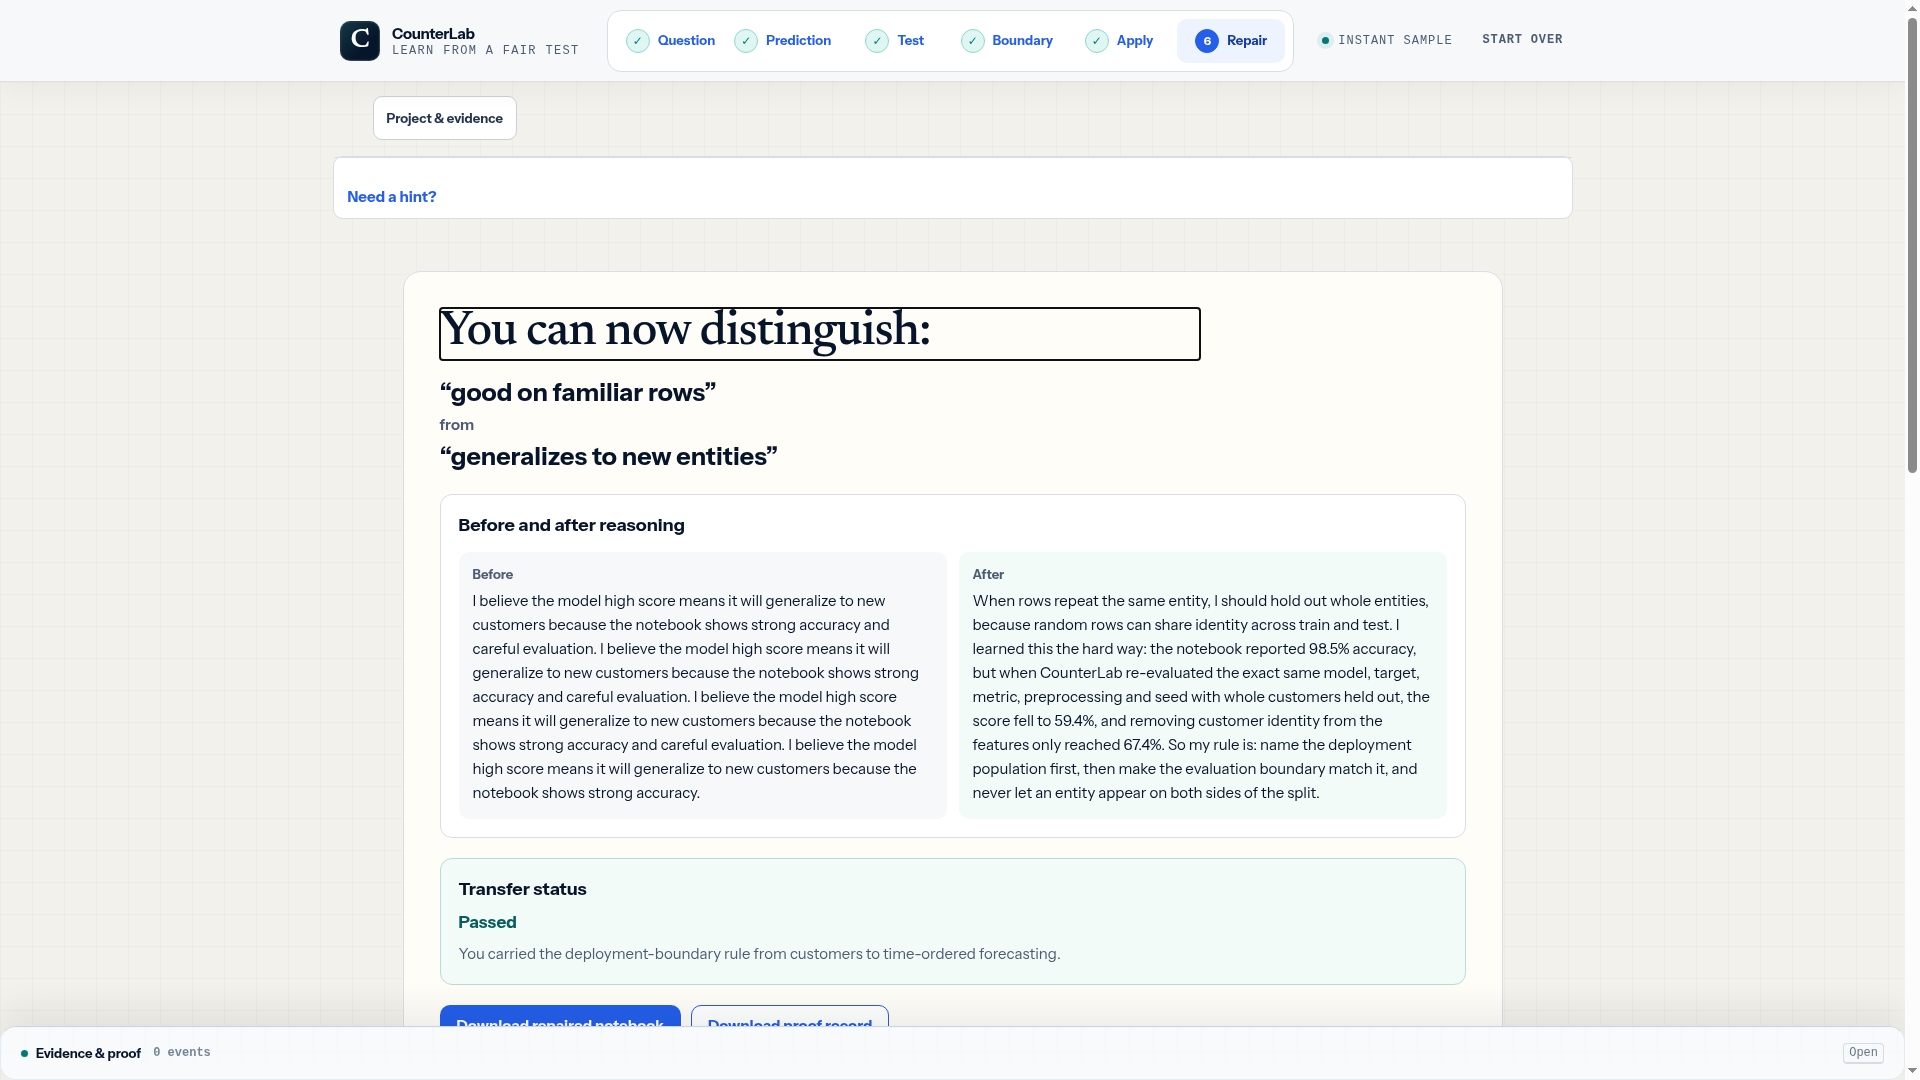 C
CounterLab
LEARN FROM A FAIR TEST
✓ Question ✓ Prediction ✓ Test ✓ Boundary ✓ Apply 6 Repair
INSTANT SAMPLE
START OVER
Project & evidence
Need a hint?
You can now distinguish:
“good on familiar rows”
from
“generalizes to new entities”
Before and after reasoning
Before
I believe the model high score means it will generalize to new
customers because the notebook shows strong accuracy and
careful evaluation. I believe the model high score means it will
generalize to new customers because the notebook shows strong
accuracy and careful evaluation. I believe the model high score
means it will generalize to new customers because the notebook
shows strong accuracy and careful evaluation. I believe the model
high score means it will generalize to new customers because the
notebook shows strong accuracy.
After
When rows repeat the same entity, I should hold out whole entities,
because random rows can share identity across train and test. I
learned this the hard way: the notebook reported 98.5% accuracy,
but when CounterLab re-evaluated the exact same model, target,
metric, preprocessing and seed with whole customers held out, the
score fell to 59.4%, and removing customer identity from the
features only reached 67.4%. So my rule is: name the deployment
population first, then make the evaluation boundary match it, and
never let an entity appear on both sides of the split.
Transfer status
Passed
You carried the deployment-boundary rule from customers to time-ordered forecasting.
Download repaired notebook
Download proof record
Evidence & proof 0 events
Open